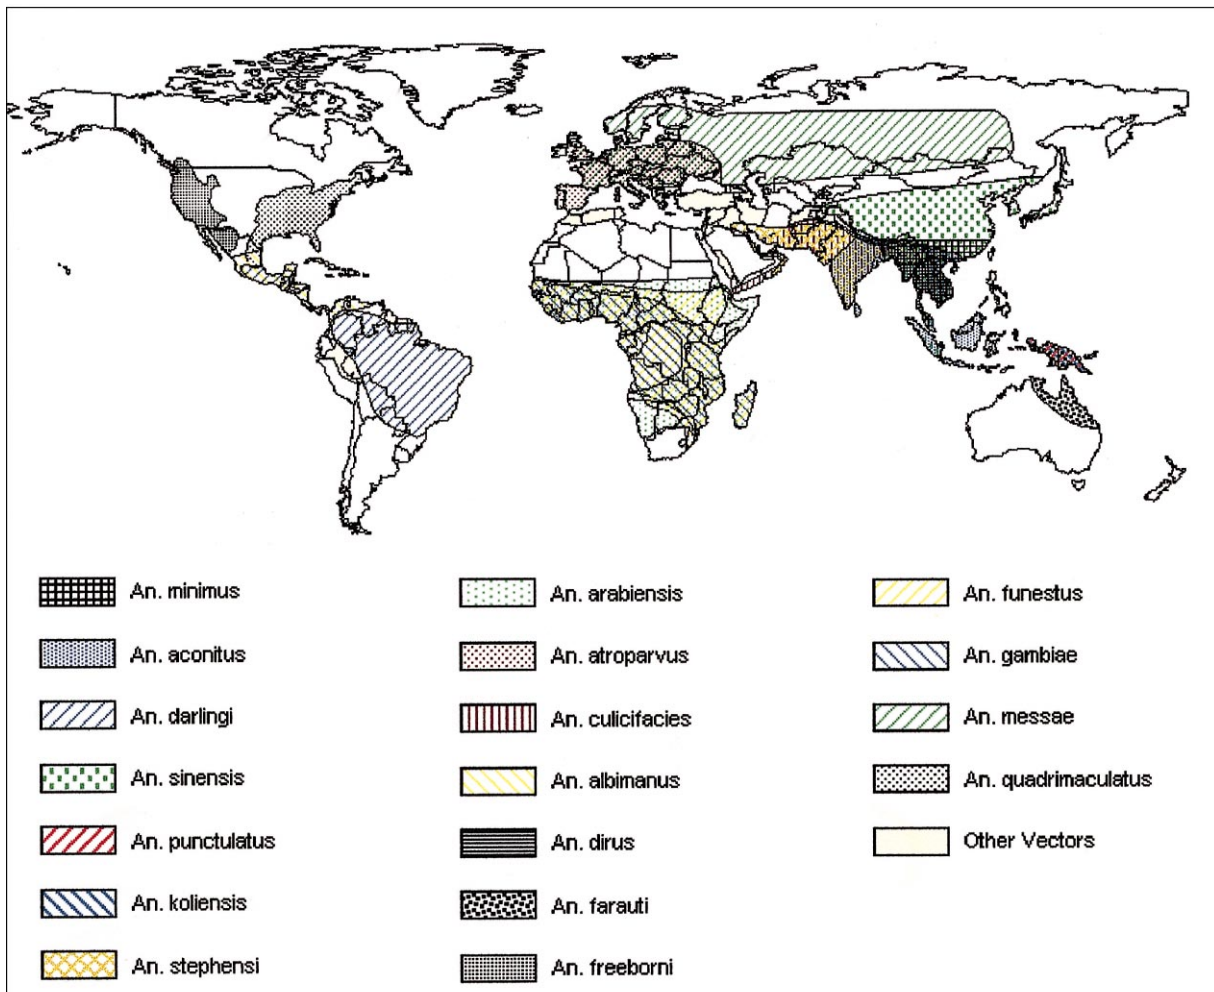 An. minimus
An. aconitus
An. darlingi
An. sinensis
An. punctulatus
An. koliensis
An. stephensi
An. arabiensis
An. atroparvus
An. culicifacies
An. albimanus
An. dirus
An. farauti
An. freeborni
An. funestus
An. gambiae
An. messae
An. quadrimaculatus
Other Vectors